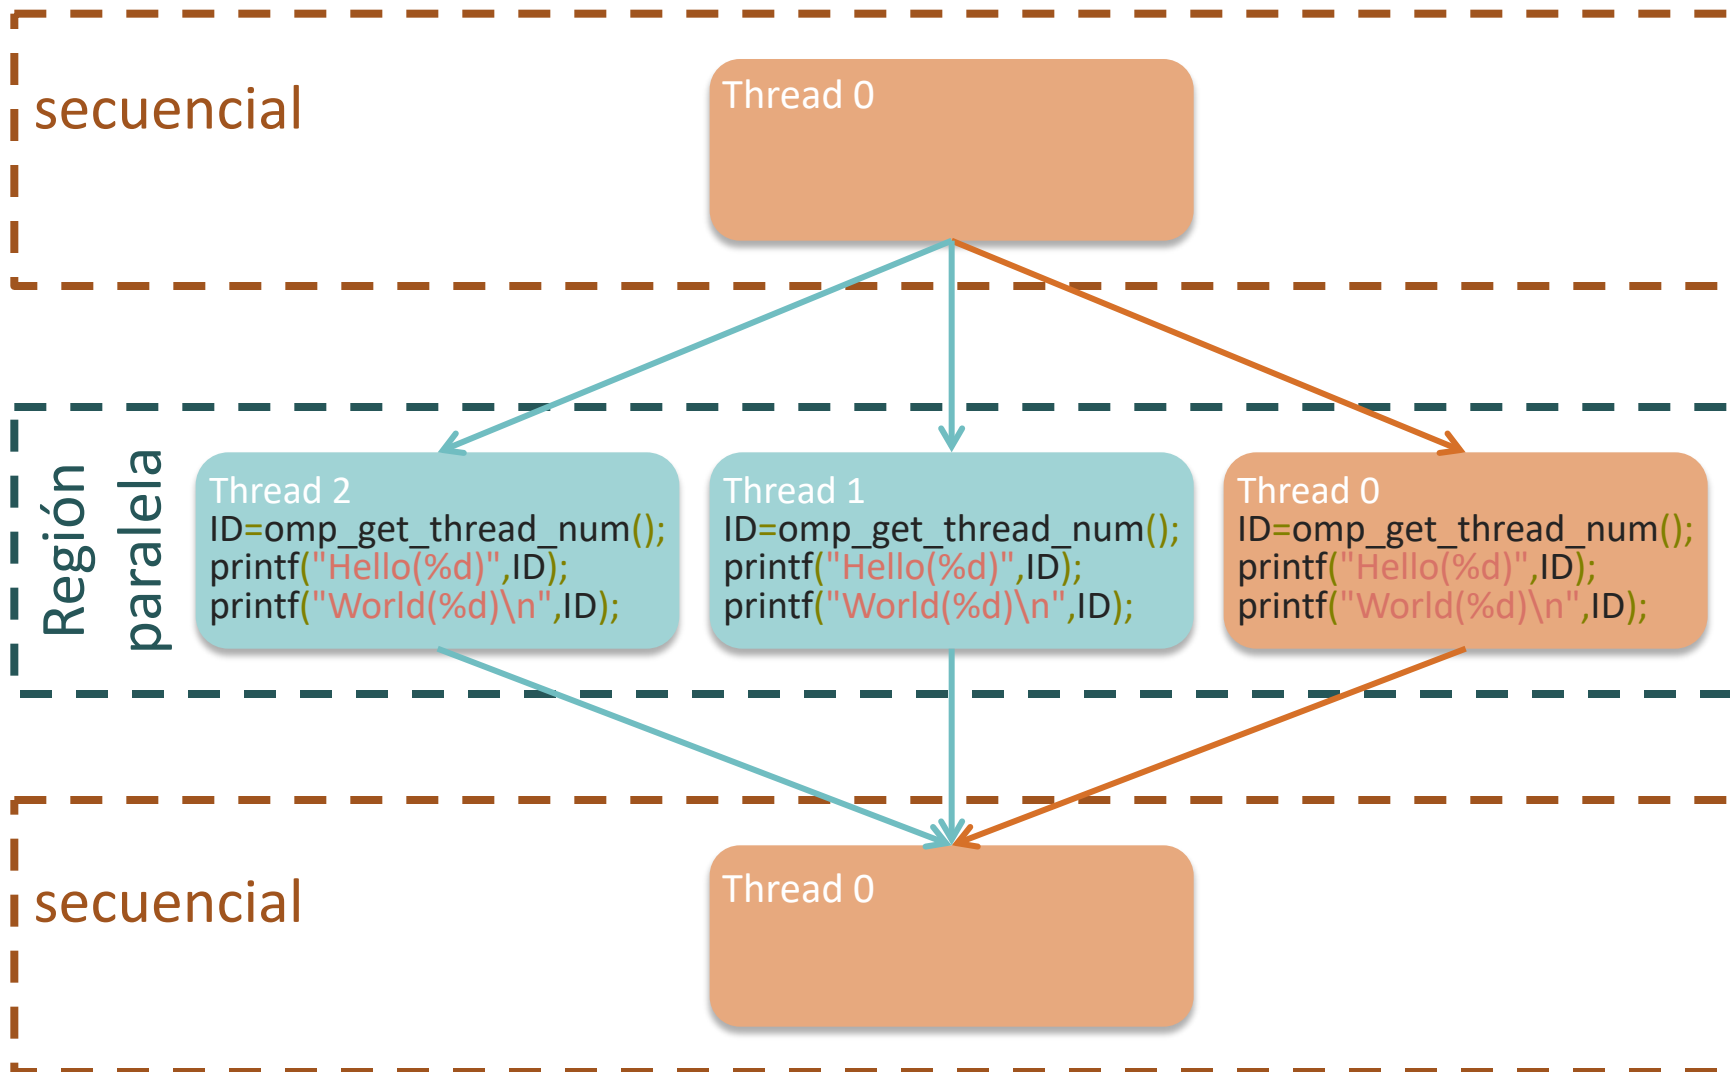 secuencial
Thread 0
Región
paralela
Thread 2
ID=omp_get_thread_num();
printf("Hello(%d)",ID);
printf("World(%d)\n",ID);
Thread 1
ID=omp_get_thread_num();
printf("Hello(%d)",ID);
printf("World(%d)\n",ID);
Thread 0
ID=omp_get_thread_num();
printf("Hello(%d)",ID);
printf("World(%d)\n",ID);
secuencial
Thread 0